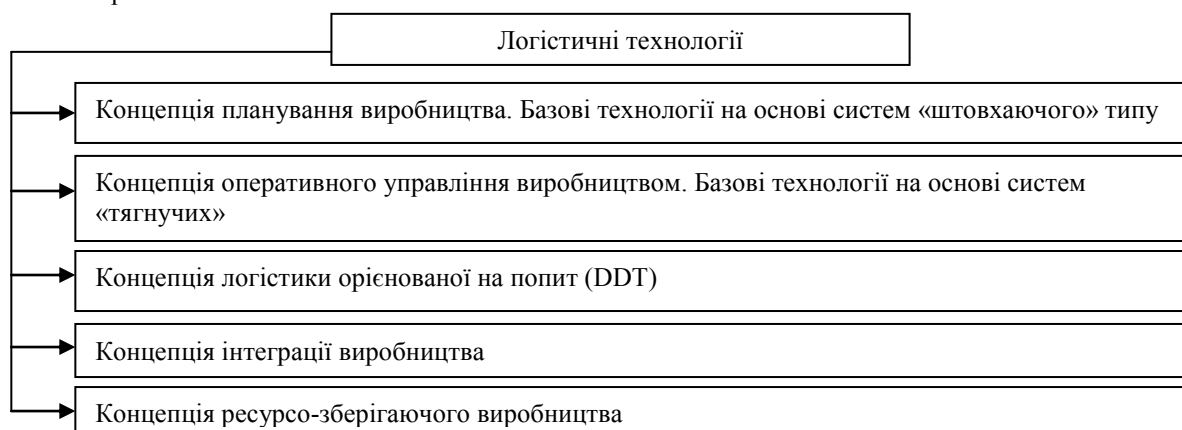 Логістичні технології
Концепція планування виробництва. Базові технології на основі систем «штовхаючого» типу
Концепція оперативного управління виробництвом. Базові технології на основі систем
«тягнучих»
Концепція логістики орієнованої на попит (DDT)
Концепція інтеграції виробництва
Концепція ресурсо-зберігаючого виробництва